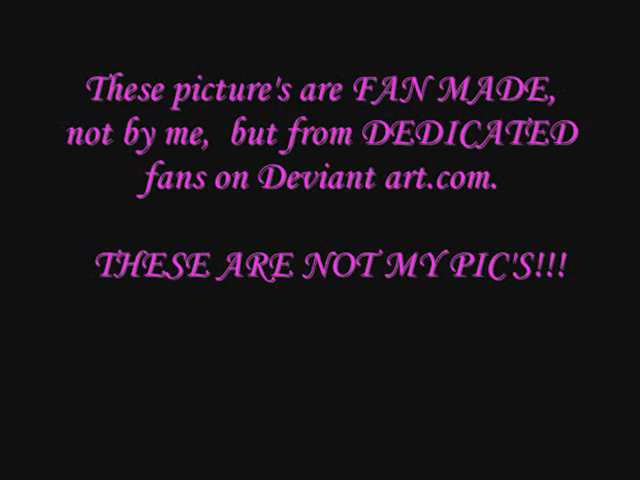 These picture's are FAN MADE,
not by me, but from DEDICATED
fans on Deviant art.com.
THESE ARE NOT MY PIC'S!!!